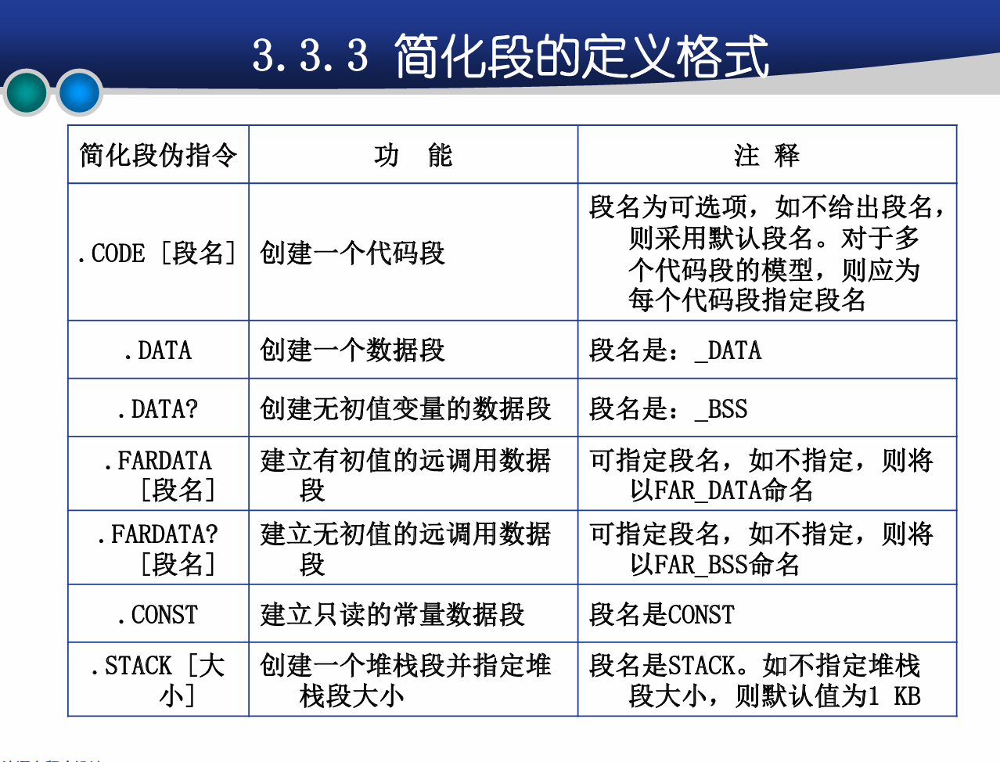 3.3.3 简化段的定义格式
简化段伪指令
功 能
注 释
.CODE [段名]
创建一个代码段
段名为可选项，如不给出段名，
则采用默认段名。对于多
个代码段的模型，则应为
每个代码段指定段名
.DATA
创建一个数据段
段名是：_DATA
.DATA?
创建无初值变量的数据段
段名是：_BSS
.FARDATA
[段名]
建立有初值的远调用数据
段
可指定段名，如不指定，则将
以FAR_DATA命名
.FARDATA?
[段名]
建立无初值的远调用数据
段
可指定段名，如不指定，则将
以FAR_BSS命名
.CONST
建立只读的常量数据段
段名是CONST
.STACK [大
小]
创建一个堆栈段并指定堆
栈段大小
段名是STACK。如不指定堆栈
段大小，则默认值为1 KB